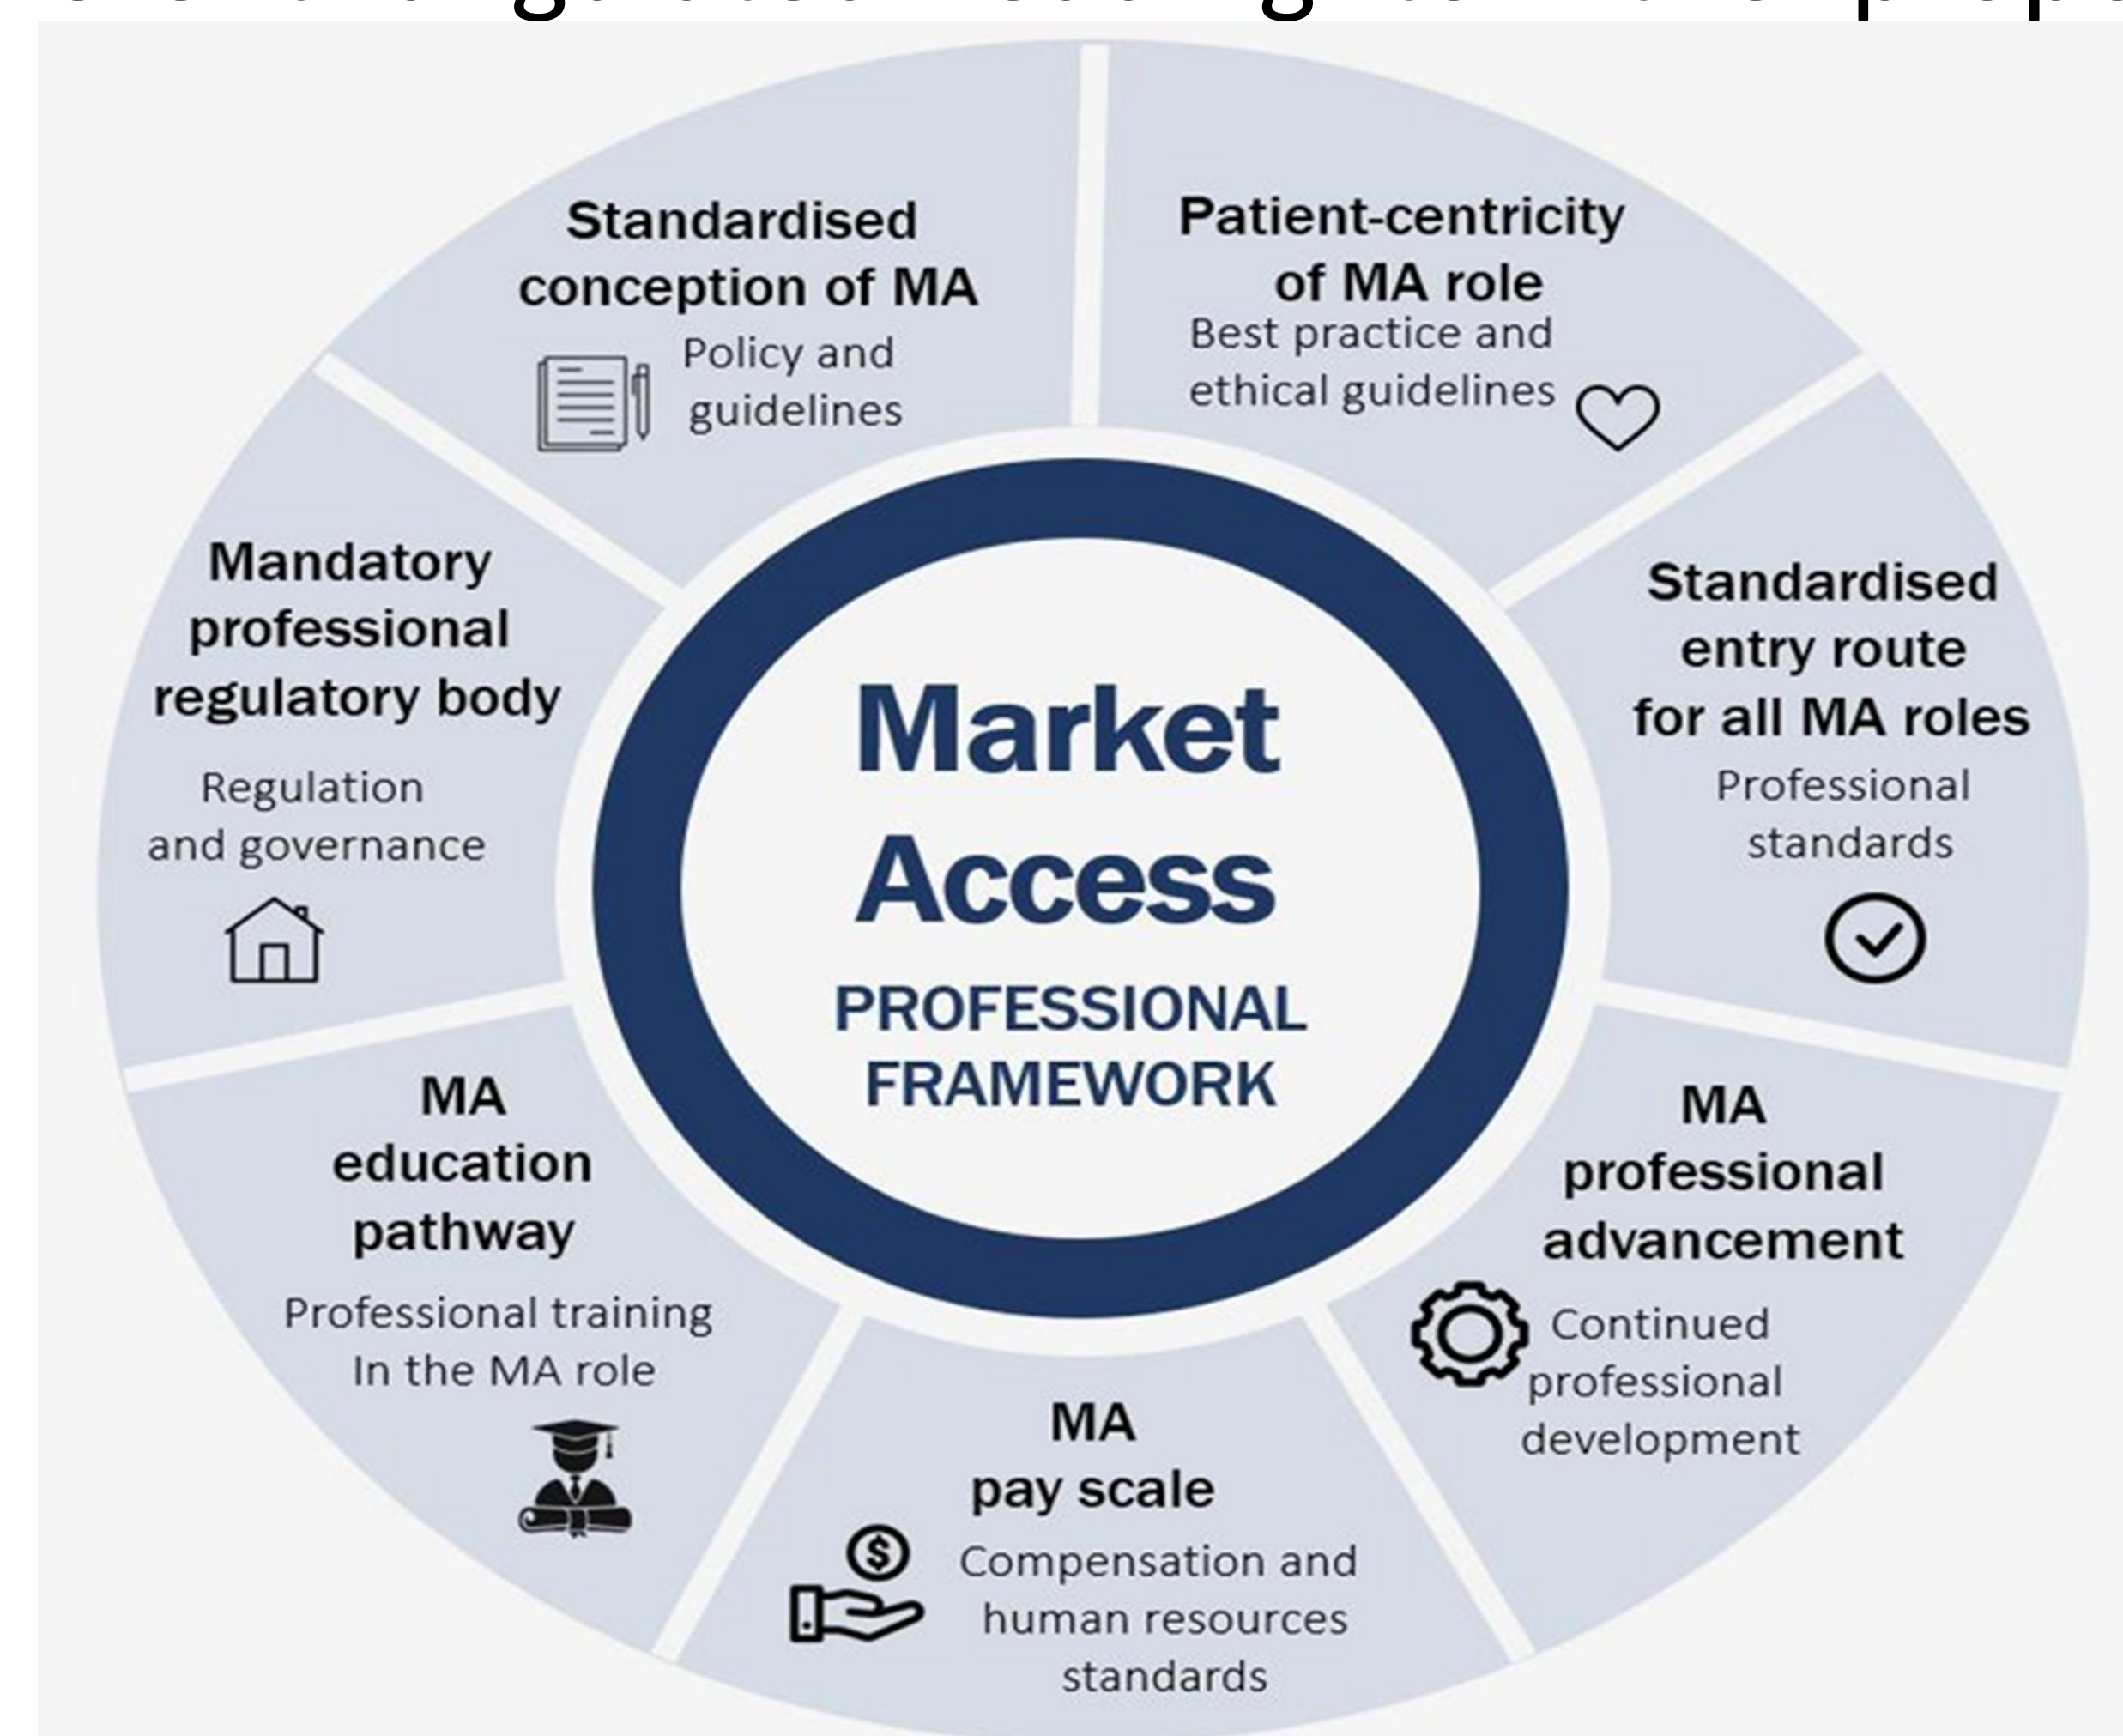 Standardised
conception of MA
Policy and
guidelines
Patient-centricity
of MA role
Best practice and
ethical guidelines
Mandatory
professional
regulatory body
Regulation
and governance
Standardised
entry route
for all MA roles
Professional
standards
Market
Access
PROFESSIONAL
FRAMEWORK
MA
education
pathway
Professional training
In the MA role
MA
professional
advancement
Continued
professional
development
MA
pay scale
$
Compensation and
human resources
standards